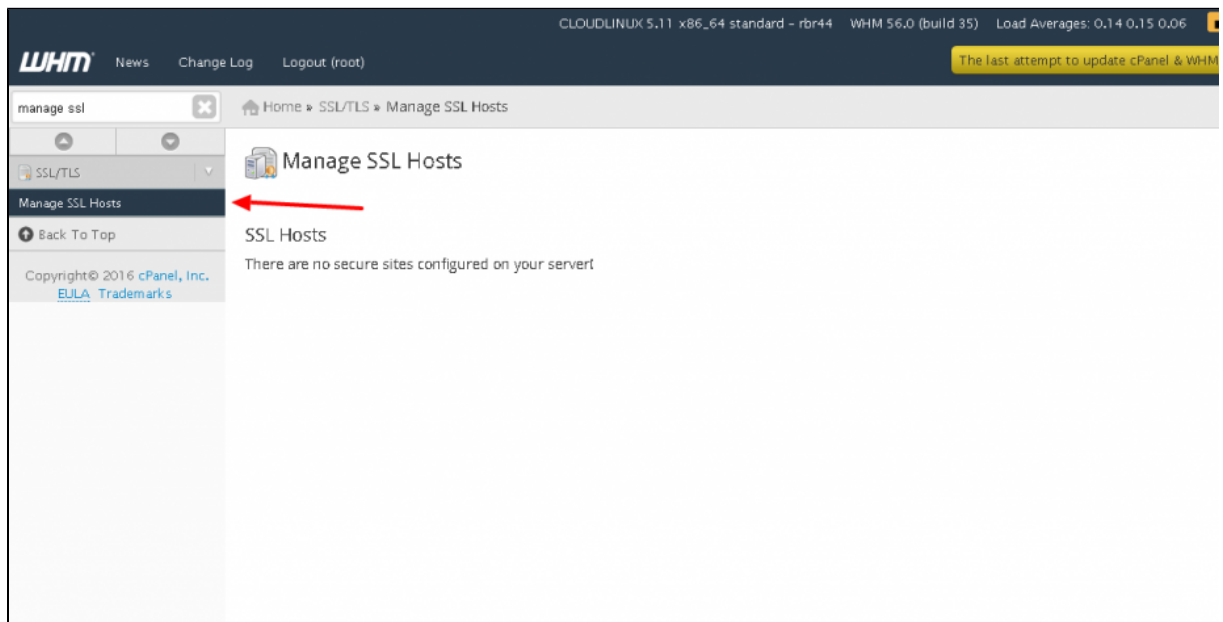 CLOUDLINUX 5.11 x86_64 standard – rbr44 WHM 56.0 (build 35) Load Averages: 0.14 0.15 0.06
WHM News Change Log Logout (root) The last attempt to update cPanel & WHM
manage ssl Home » SSL/TLS » Manage SSL Hosts
SSL/TLS
Manage SSL Hosts
Manage SSL Hosts
Back To Top
SSL Hosts
There are no secure sites configured on your server!
Copyright© 2016 cPanel, Inc.
EULA Trademarks